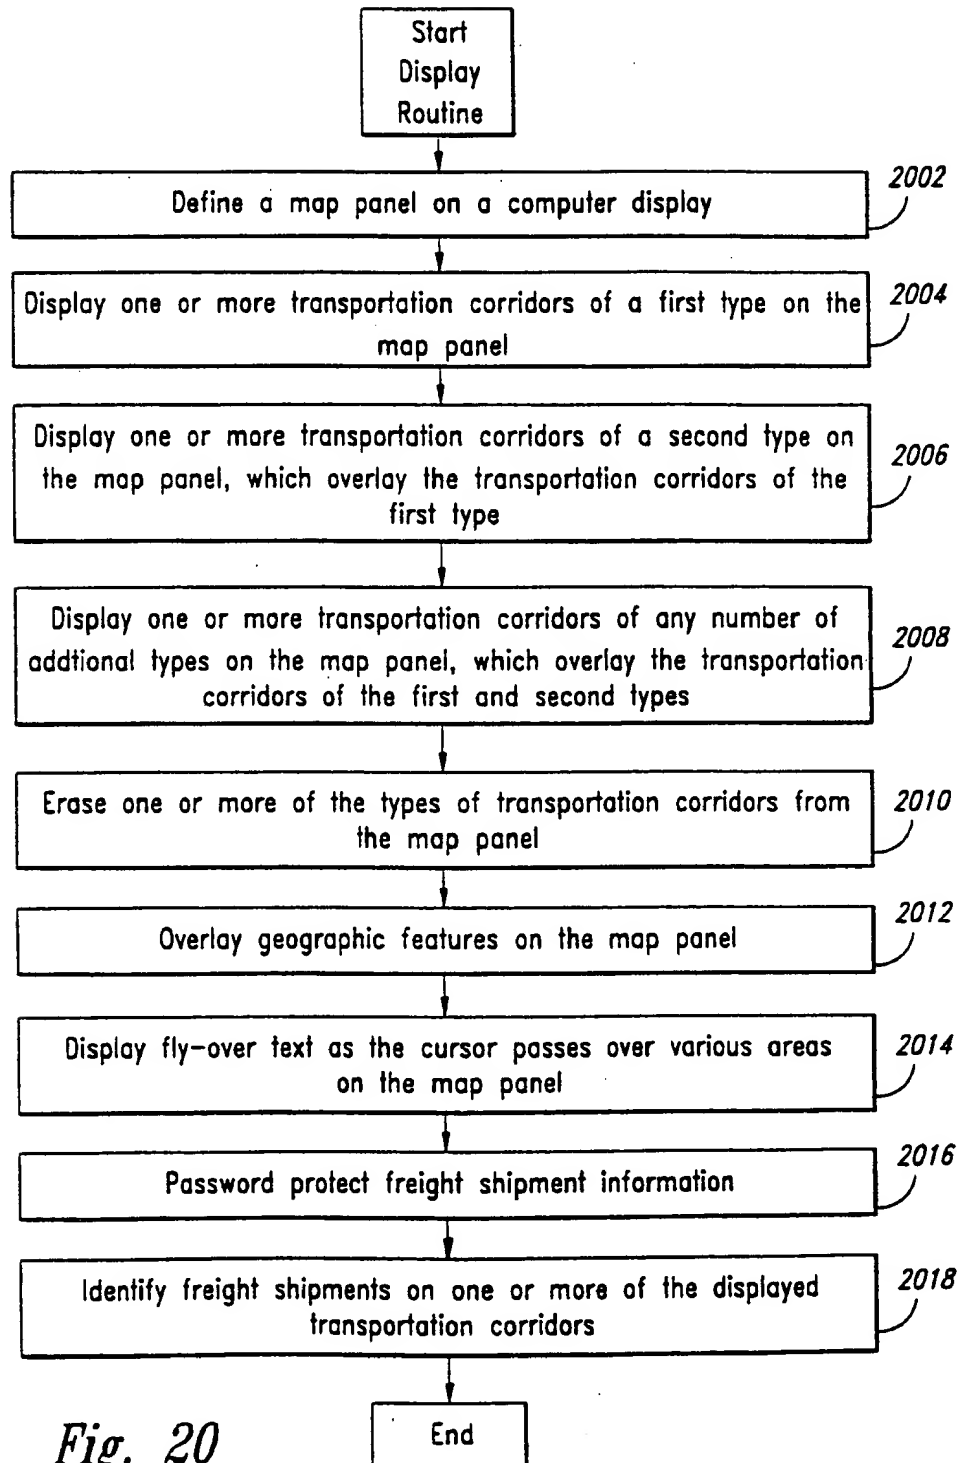 Start
Display
Routine
Define a map panel on a computer display
2002
Display one or more transportation corridors of a first type on the
map panel
2004
Display one or more transportation corridors of a second type on
the map panel, which overlay the transportation corridors of the
first type
2006
Display one or more transportation corridors of any number of
addtional types on the map panel, which overlay the transportation
corridors of the first and second types
2008
Erase one or more of the types of transportation corridors from
the map panel
2010
Overlay geographic features on the map panel
2012
Display fly-over text as the cursor passes over various areas
on the map panel
2014
Password protect freight shipment information
2016
Identify freight shipments on one or more of the displayed
transportation corridors
2018
End
Fig. 20